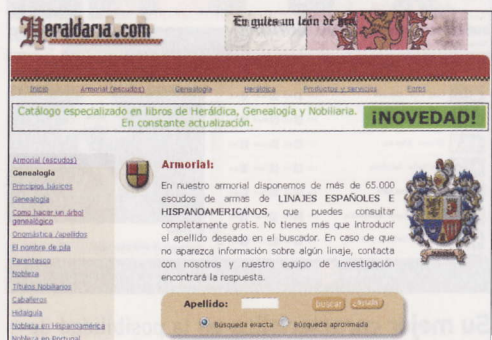 Heraldaria.com
En gules un león de oro
Inicio Armorial (escudos) Genealogía Heráldica Productos y servicios Foros
Catálogo especializado en libros de Heráldica, Genealogía y Nobiliaria.
En constante actualización.
¡NOVEDAD!
Armorial (escudos)
Genealogía
Principios básicos
Genealogía
Como hacer un árbol
genealógico
Onomástica /apellidos
El nombre de pila
Parentesco
Nobleza
Títulos Nobiliarios
Caballeros
Hidalguía
Nobleza en Hispanoamérica
Nobleza en Portugal
Armorial:
En nuestro armorial disponemos de más de 65.000
escudos de armas de LINAJES ESPAÑOLES E
HISPANOAMERICANOS, que puedes consultar
completamente gratis. No tienes más que introducir
el apellido deseado en el buscador. En caso de que
no aparezca información sobre algún linaje, contacta
con nosotros y nuestro equipo de investigación
encontrará la respuesta.
Apellido: buscar
Búsqueda exacta Búsqueda aproximada